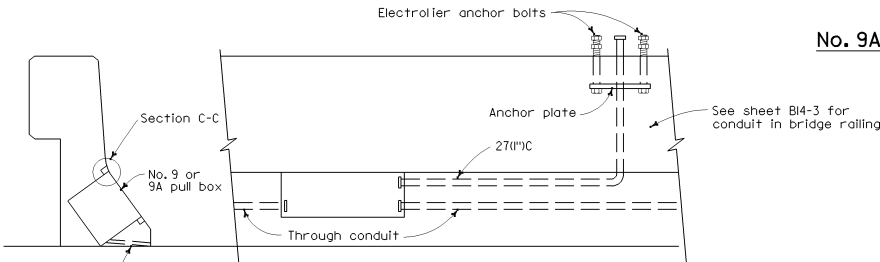 Electrolier anchor bolts
No. 9A
Anchor plate
See sheet B14-3 for
conduit in bridge railing
Section C-C
27(1")C
No. 9 or
9A pull box
Through conduit